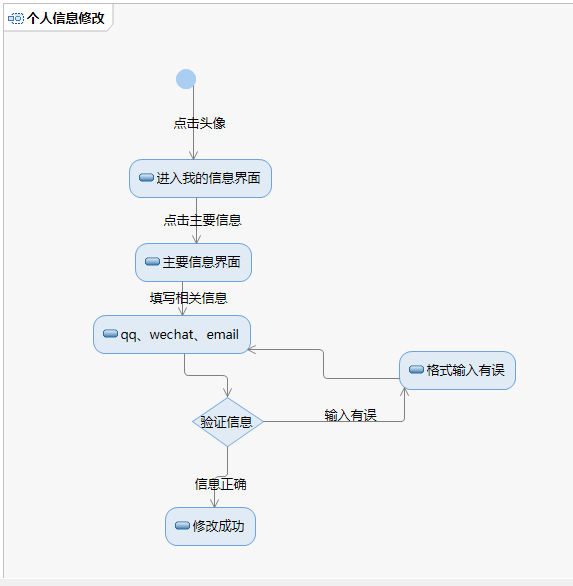 个人信息修改
点击头像
进入我的信息界面
点击主要信息
主要信息界面
填写相关信息
qq、wechat、email
格式输入有误
验证信息
输入有误
信息正确
修改成功